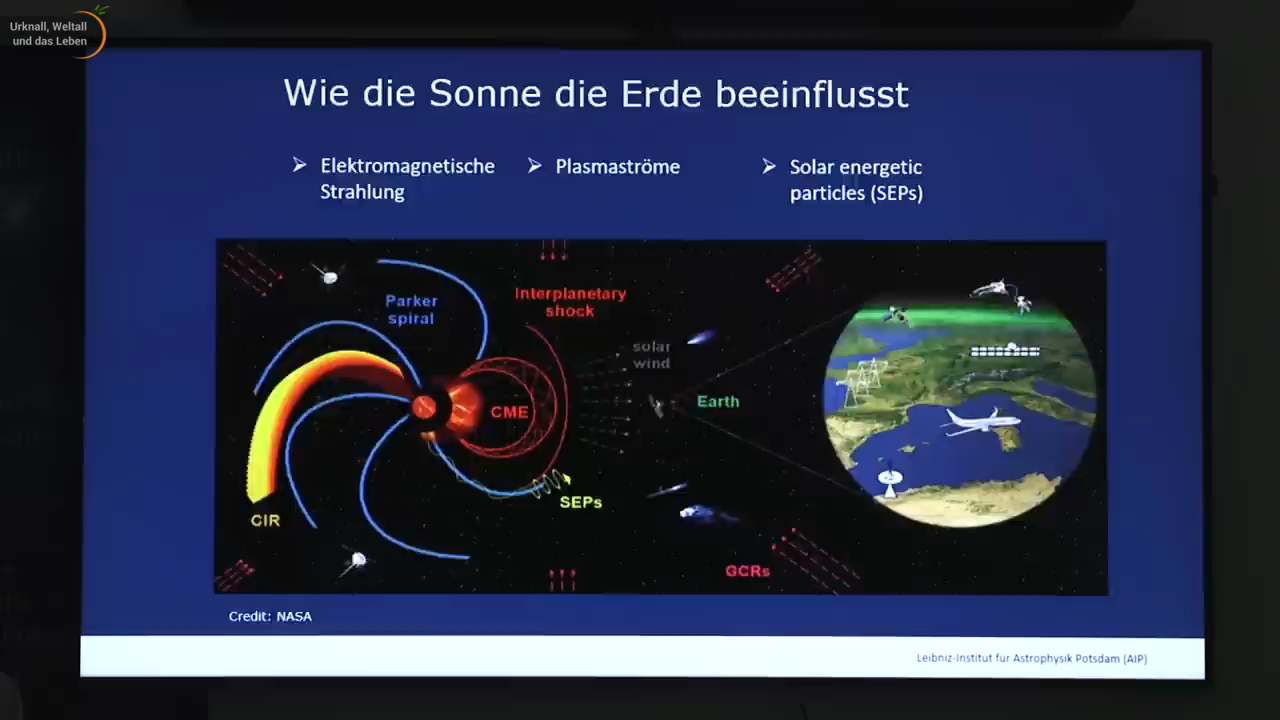 Urknall, Weltall
und das Leben
Wie die Sonne die Erde beeinflusst
➢ Elektromagnetische
Strahlung
➢ Plasmaströme
➢ Solar energetic
particles (SEPs)
Parker
spiral
Interplanetary
shock
solar
wind
CME
Earth
SEPs
CIR
GCRs
Credit: NASA
Leibniz-Institut für Astrophysik Potsdam (AIP)